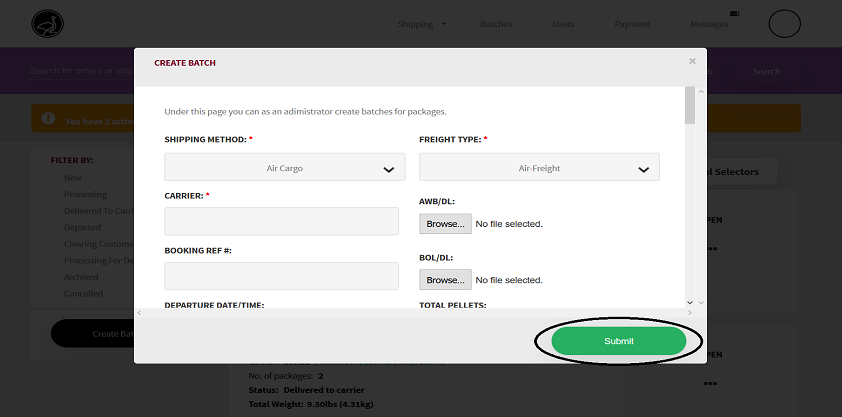 Shipping
Batches
Users
Payment
Messages
Search for orders or ship
Search
CREATE BATCH
×
You have 2 active
Under this page you can as an adimistrator create batches for packages.
SHIPPING METHOD: *
FREIGHT TYPE: *
Air Cargo
Air-Freight
CARRIER: *
AWB/DL:
Browse... No file selected.
BOOKING REF #:
BOL/DL:
Browse... No file selected.
DEPARTURE DATE/TIME:
TOTAL PELLETS:
Submit
FILTER BY:
New
Processing
Delivered To Carri
Departed
Clearing Customs
Processing For De
Archived
Cancelled
Create Bat
l Selectors
PEN
PEN
No. of packages: 2
Status: Delivered to carrier
Total Weight: 9.50lbs (4.31kg)